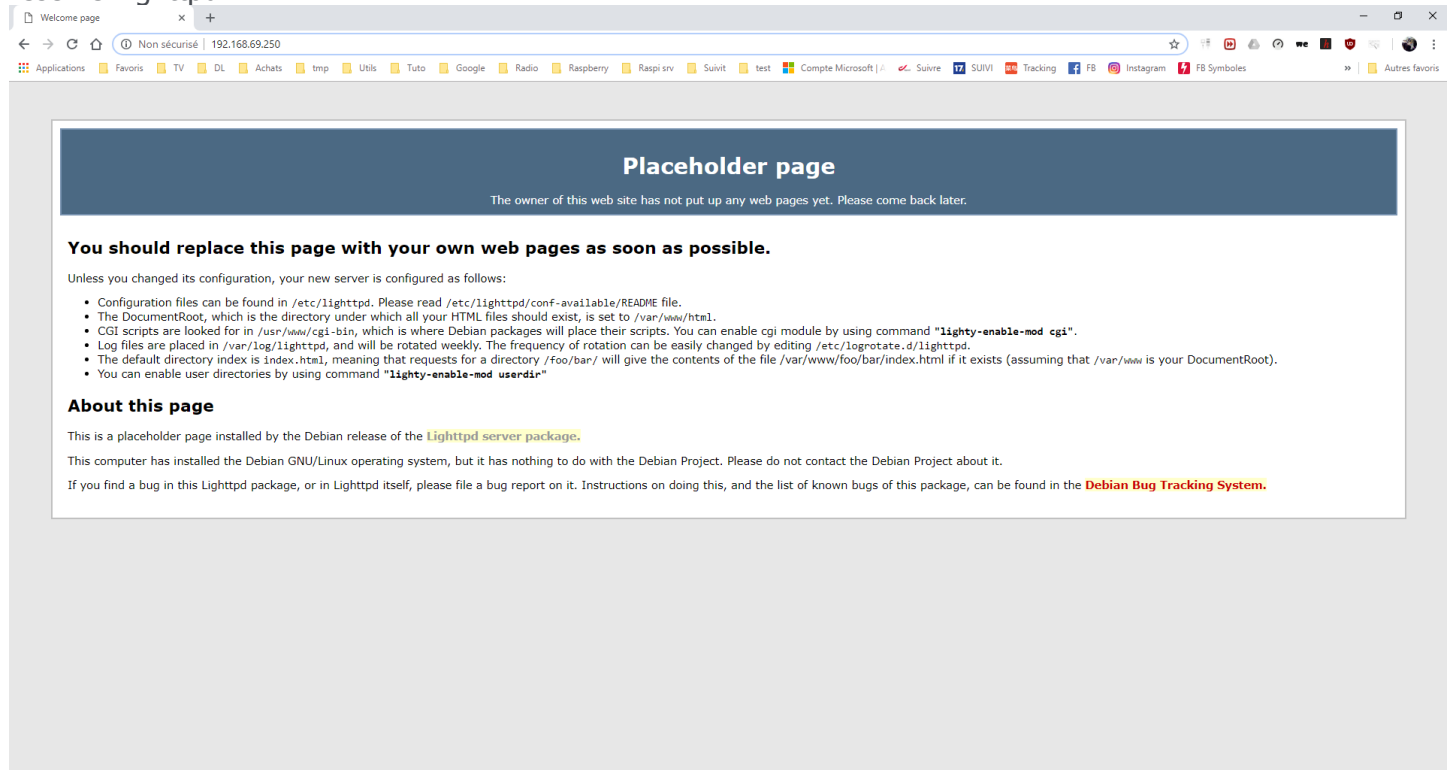 Welcome page
Non sécurisé | 192.168.69.250
Applications Favoris TV DL Achats tmp Utils Tuto Google Radio Raspberry Raspi srv Suivit test Compte Microsoft | Suivre 17 SUIVI Tracking FB Instagram FB Symboles » Autres favoris
Placeholder page
The owner of this web site has not put up any web pages yet. Please come back later.
You should replace this page with your own web pages as soon as possible.
Unless you changed its configuration, your new server is configured as follows:
• Configuration files can be found in /etc/lighttpd. Please read /etc/lighttpd/conf-available/README file.
• The DocumentRoot, which is the directory under which all your HTML files should exist, is set to /var/www/html.
• CGI scripts are looked for in /usr/www/cgi-bin, which is where Debian packages will place their scripts. You can enable cgi module by using command "lighty-enable-mod cgi".
• Log files are placed in /var/log/lighttpd, and will be rotated weekly. The frequency of rotation can be easily changed by editing /etc/logrotate.d/lighttpd.
• The default directory index is index.html, meaning that requests for a directory /foo/bar/ will give the contents of the file /var/www/foo/bar/index.html if it exists (assuming that /var/www is your DocumentRoot).
• You can enable user directories by using command "lighty-enable-mod userdir"
About this page
This is a placeholder page installed by the Debian release of the Lighttpd server package.
This computer has installed the Debian GNU/Linux operating system, but it has nothing to do with the Debian Project. Please do not contact the Debian Project about it.
If you find a bug in this Lighttpd package, or in Lighttpd itself, please file a bug report on it. Instructions on doing this, and the list of known bugs of this package, can be found in the Debian Bug Tracking System.